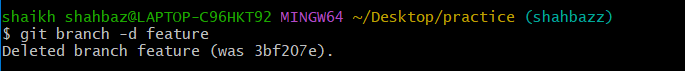 shaikh shahbaz@LAPTOP-C96HKT92 MINGW64 ~/Desktop/practice (shahbazz)
$ git branch -d feature
Deleted branch feature (was 3bf207e).